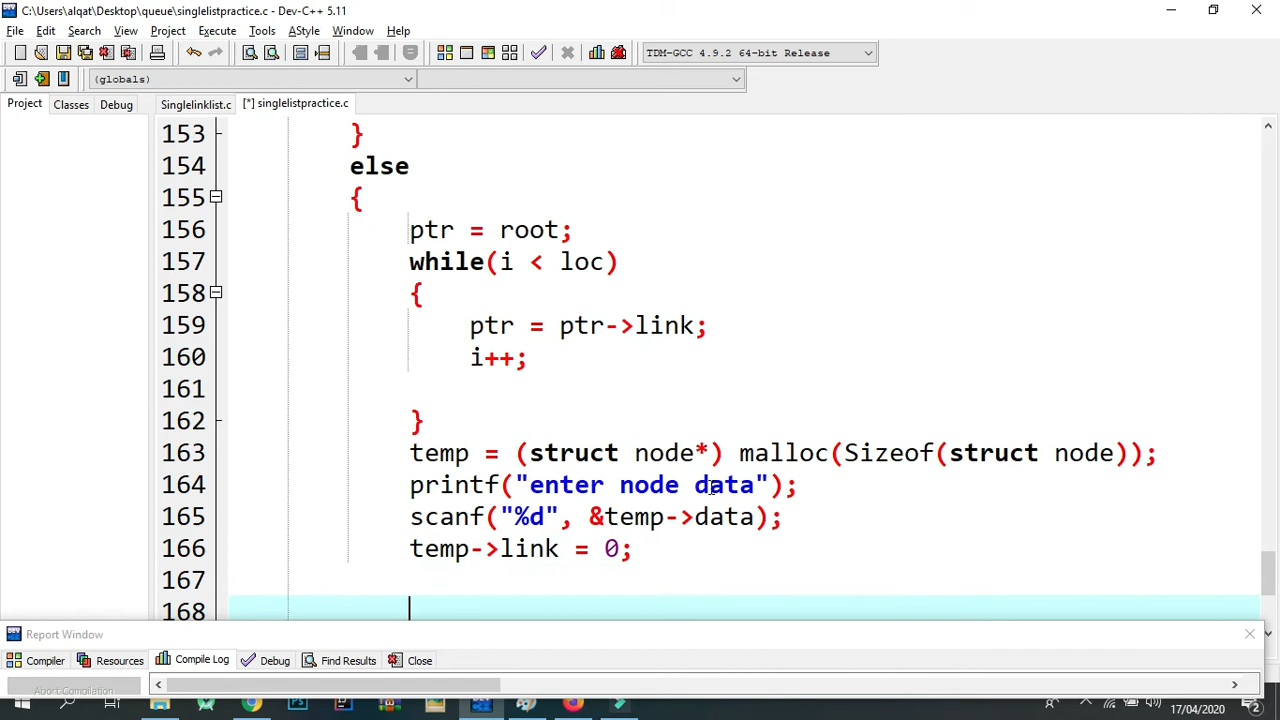 C:\Users\alqat\Desktop\queue\singlelistpractice.c - Dev-C++ 5.11
File Edit Search View Project Execute Tools AStyle Window Help
TDM-GCC 4.9.2 64-bit Release
(globals)
Project Classes Debug Singlelinklist.c [*] singlelistpractice.c
153 }
154 else
155 {
156 ptr = root;
157 while(i < loc)
158 {
159 ptr = ptr->link;
160 i++;
161
162 }
163 temp = (struct node*) malloc(Sizeof(struct node));
164 printf("enter node data");
165 scanf("%d", &temp->data);
166 temp->link = 0;
167
168
Report Window
Compiler Resources Compile Log Debug Find Results Close
Abort Compilation
17/04/2020
2